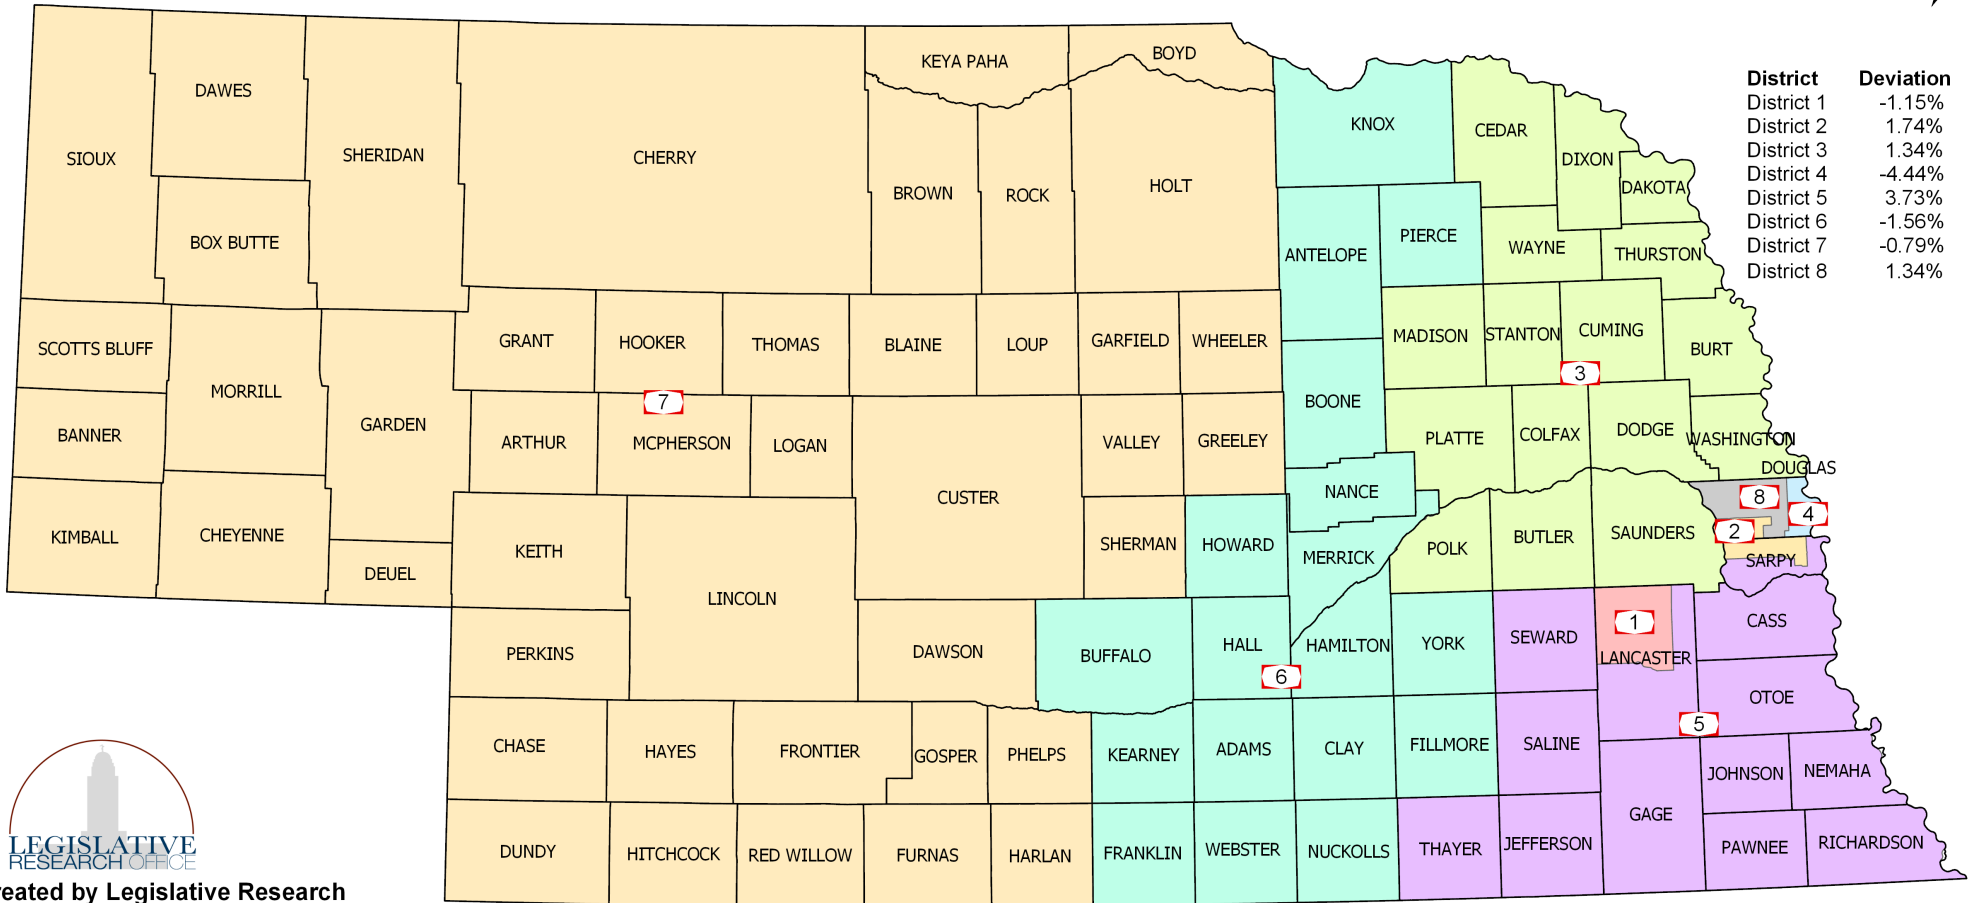 BOYD
KEYA PAHA
District Deviation
District 1 -1.15%
District 2 1.74%
District 3 1.34%
District 4 -4.44%
District 5 3.73%
District 6 -1.56%
District 7 -0.79%
District 8 1.34%
DAWES
KNOX
CEDAR
SIOUX
SHERIDAN
CHERRY
DIXON
BROWN
ROCK
HOLT
DAKOTA
BOX BUTTE
ANTELOPE
PIERCE
WAYNE
THURSTON
SCOTTS BLUFF
GRANT
HOOKER
THOMAS
BLAINE
LOUP
GARFIELD
WHEELER
MADISON
STANTON
CUMING
BURT
MORRILL
7
3
BANNER
GARDEN
ARTHUR
MCPHERSON
LOGAN
VALLEY
GREELEY
BOONE
PLATTE
COLFAX
DODGE
WASHINGTON
DOUGLAS
CUSTER
NANCE
8
4
KIMBALL
CHEYENNE
KEITH
SHERMAN
HOWARD
MERRICK
POLK
BUTLER
SAUNDERS
2
SARPY
DEUEL
LINCOLN
PERKINS
DAWSON
BUFFALO
HALL
HAMILTON
YORK
SEWARD
1
LANCASTER
CASS
6
OTOE
5
CHASE
HAYES
FRONTIER
GOSPER
PHELPS
KEARNEY
ADAMS
CLAY
FILLMORE
SALINE
JOHNSON
NEMAHA
GAGE
DUNDY
HITCHCOCK
RED WILLOW
FURNAS
HARLAN
FRANKLIN
WEBSTER
NUCKOLLS
THAYER
JEFFERSON
PAWNEE
RICHARDSON
LEGISLATIVE
RESEARCH OFFICE
reated by Legislative Research